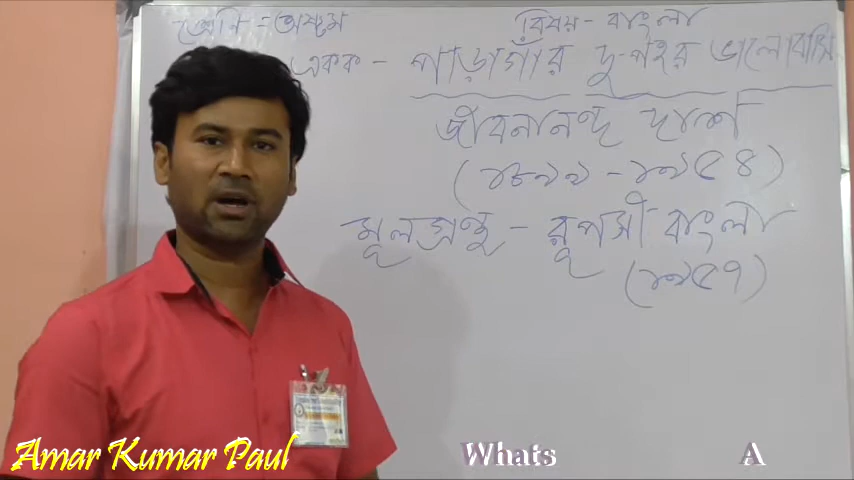 শ্রেণি - অষ্টম বিষয় - বাংলা
একক - পাড়াগাঁর দু-পহর ভালোবাসি
জীবনানন্দ দাশ
(১৮৯৯ - ১৯৫৪)
মূলগ্রন্থ - রূপসী বাংলা
(১৯৫৭)
Amar Kumar Paul Whats A